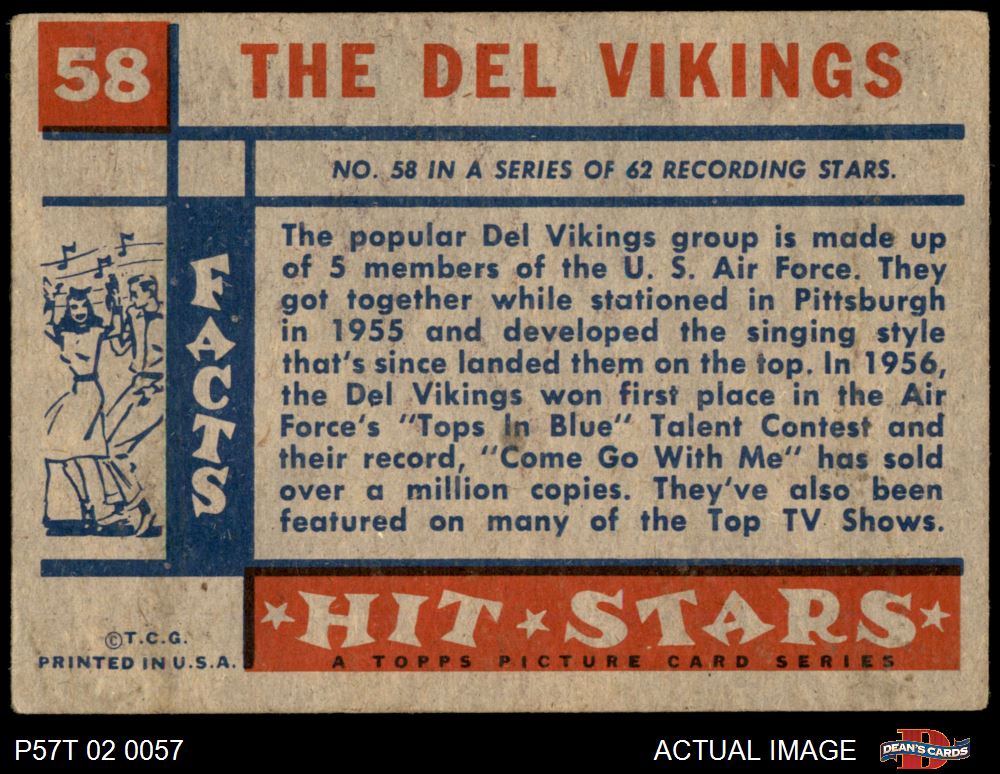 58
THE DEL VIKINGS
NO. 58 IN A SERIES OF 62 RECORDING STARS.
FACTS
The popular Del Vikings group is made up
of 5 members of the U. S. Air Force. They
got together while stationed in Pittsburgh
in 1955 and developed the singing style
that's since landed them on the top. In 1956,
the Del Vikings won first place in the Air
Force's "Tops In Blue" Talent Contest and
their record, "Come Go With Me" has sold
over a million copies. They've also been
featured on many of the Top TV Shows.
©T.C.G.
PRINTED IN U.S.A.
HIT STARS
A TOPPS PICTURE CARD SERIES
P57T 02 0057
ACTUAL IMAGE
DEAN'S CARDS